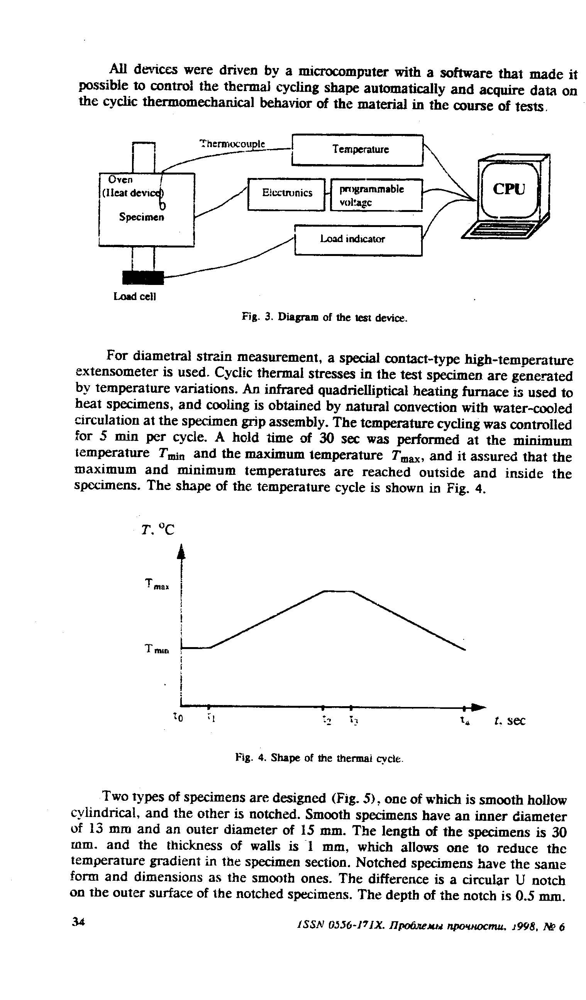 All devices were driven by a microcomputer with a software that made it
possible to control the thermal cycling shape automatically and acquire data on
the cyclic thermomechanical behavior of the material in the course of tests.
Thermocouple
Temperature
Oven
(Heat device)
Specimen
Electronics
programmable
voltage
CPU
Load indicator
Load cell
Fig. 3. Diagram of the test device.
For diametral strain measurement, a special contact-type high-temperature
extensometer is used. Cyclic thermal stresses in the test specimen are generated
by temperature variations. An infrared quadrielliptical heating furnace is used to
heat specimens, and cooling is obtained by natural convection with water-cooled
circulation at the specimen grip assembly. The temperature cycling was controlled
for 5 min per cycle. A hold time of 30 sec was performed at the minimum
temperature Tmin and the maximum temperature Tmax, and it assured that the
maximum and minimum temperatures are reached outside and inside the
specimens. The shape of the temperature cycle is shown in Fig. 4.
T. °C
T max
T min
t0 t1 t2 t3 t4 t. sec
Fig. 4. Shape of the thermal cycle.
Two types of specimens are designed (Fig. 5), one of which is smooth hollow
cylindrical, and the other is notched. Smooth specimens have an inner diameter
of 13 mm and an outer diameter of 15 mm. The length of the specimens is 30
mm. and the thickness of walls is 1 mm, which allows one to reduce the
temperature gradient in the specimen section. Notched specimens have the same
form and dimensions as the smooth ones. The difference is a circular U notch
on the outer surface of the notched specimens. The depth of the notch is 0.5 mm.
34
ISSN 0556-171X. Проблемы прочности. 1998, № 6